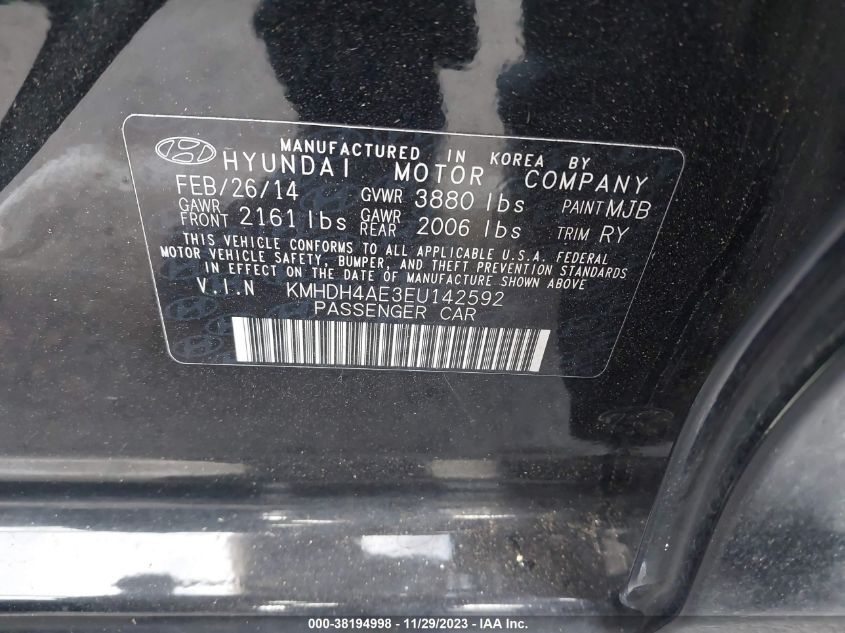 MANUFACTURED IN KOREA BY
HYUNDAI MOTOR COMPANY
FEB/26/14 GVWR 3880 lbs PAINT MJB
GAWR FRONT 2161 lbs GAWR REAR 2006 lbs TRIM RY
THIS VEHICLE CONFORMS TO ALL APPLICABLE U.S.A. FEDERAL
MOTOR VEHICLE SAFETY, BUMPER, AND THEFT PREVENTION STANDARDS
IN EFFECT ON THE DATE OF MANUFACTURE SHOWN ABOVE.
V.I.N KMHDH4AE3EU142592
PASSENGER CAR
000-38194998 - 11/29/2023 - IAA Inc.